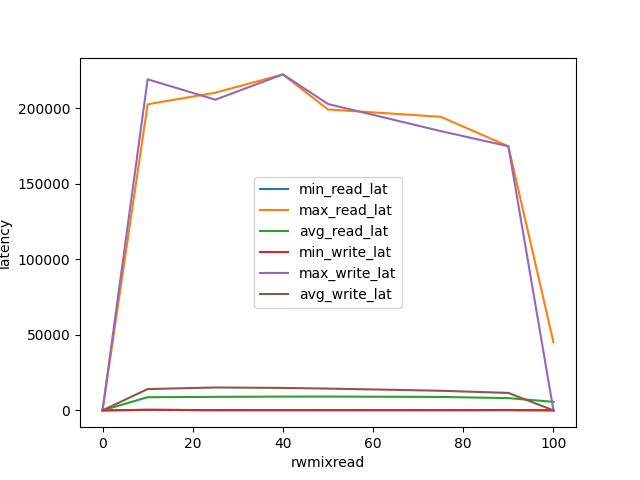 200000
150000
100000
50000
0
latency
min_read_lat
max_read_lat
avg_read_lat
min_write_lat
max_write_lat
avg_write_lat
0 20 40 60 80 100
rwmixread